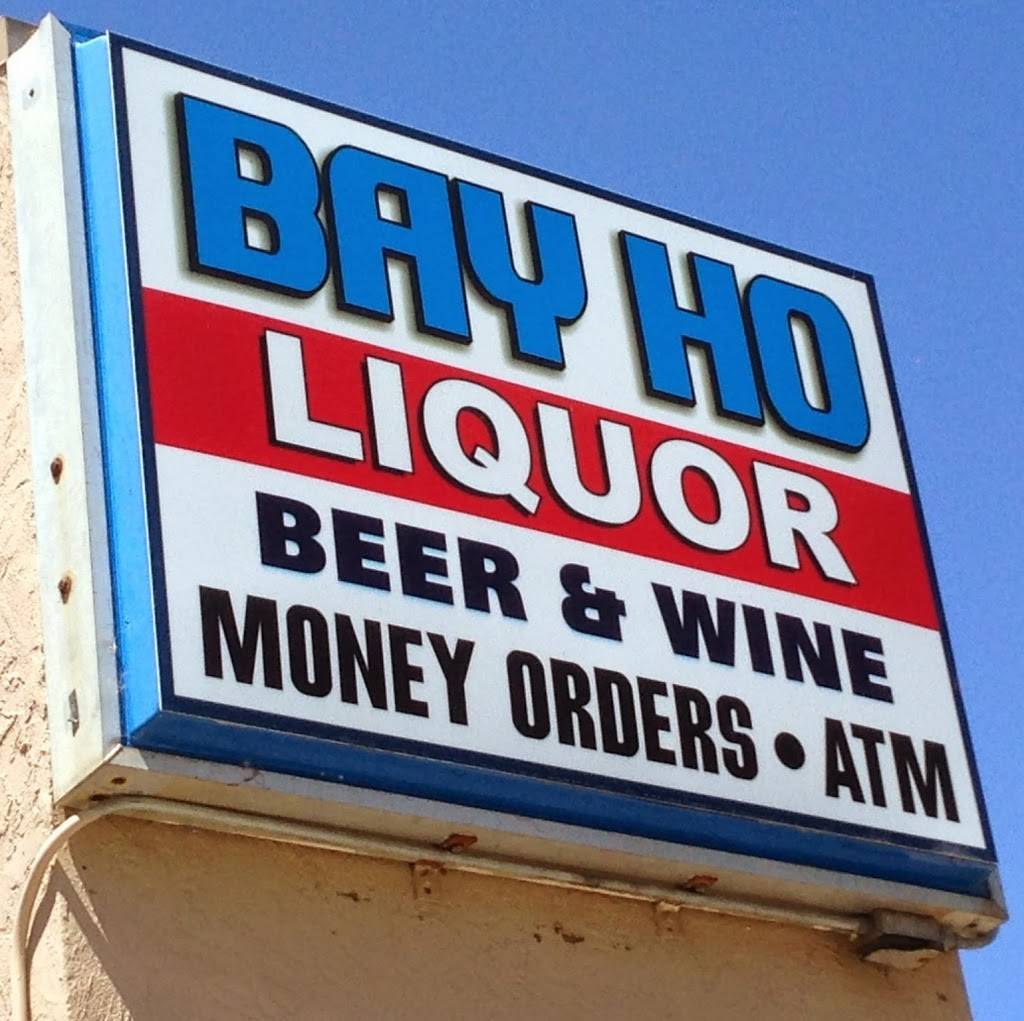 BAY HO
LIQUOR
BEER & WINE
MONEY ORDERS • ATM